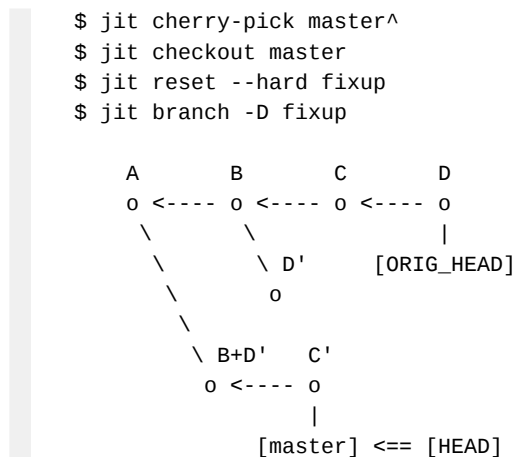 $ jit cherry-pick master^
$ jit checkout master
$ jit reset --hard fixup
$ jit branch -D fixup
A B C D
o <---- o <---- o <---- o
\ \ |
\ \ D' [ORIG_HEAD]
\ o
\
\ B+D' C'
o <---- o
|
[master] <== [HEAD]